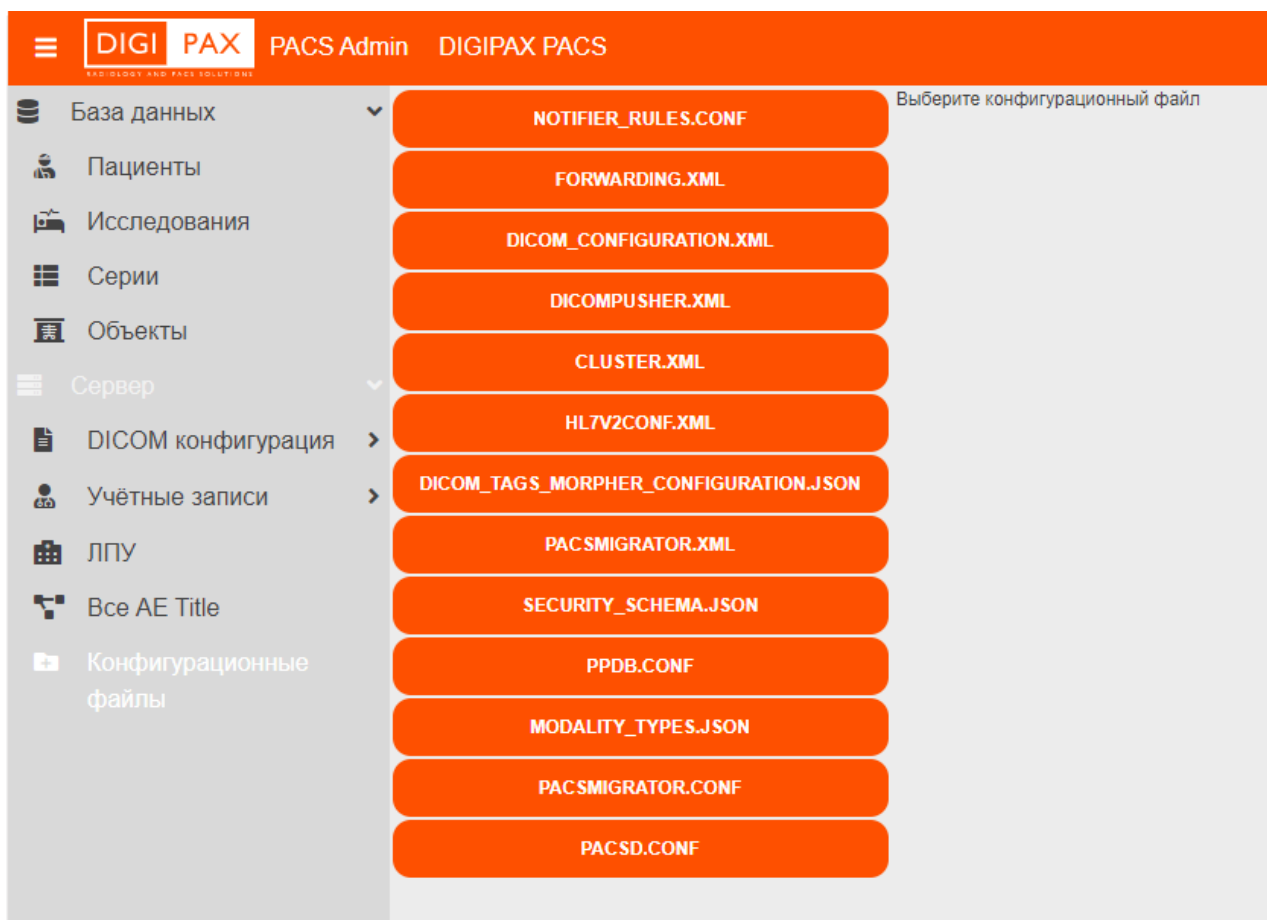 DIGI PAX
RADIOLOGY AND PACS SOLUTIONS
PACS Admin
DIGIPAX PACS
База данных
Пациенты
Исследования
Серии
Объекты
Сервер
DICOM конфигурация
Учётные записи
ЛПУ
Все AE Title
Конфигурационные
файлы
NOTIFIER_RULES.CONF
FORWARDING.XML
DICOM_CONFIGURATION.XML
DICOMPUSHER.XML
CLUSTER.XML
HL7V2CONF.XML
DICOM_TAGS_MORPHER_CONFIGURATION.JSON
PACSMIGRATOR.XML
SECURITY_SCHEMA.JSON
PPDB.CONF
MODALITY_TYPES.JSON
PACSMIGRATOR.CONF
PACSD.CONF
Выберите конфигурационный файл